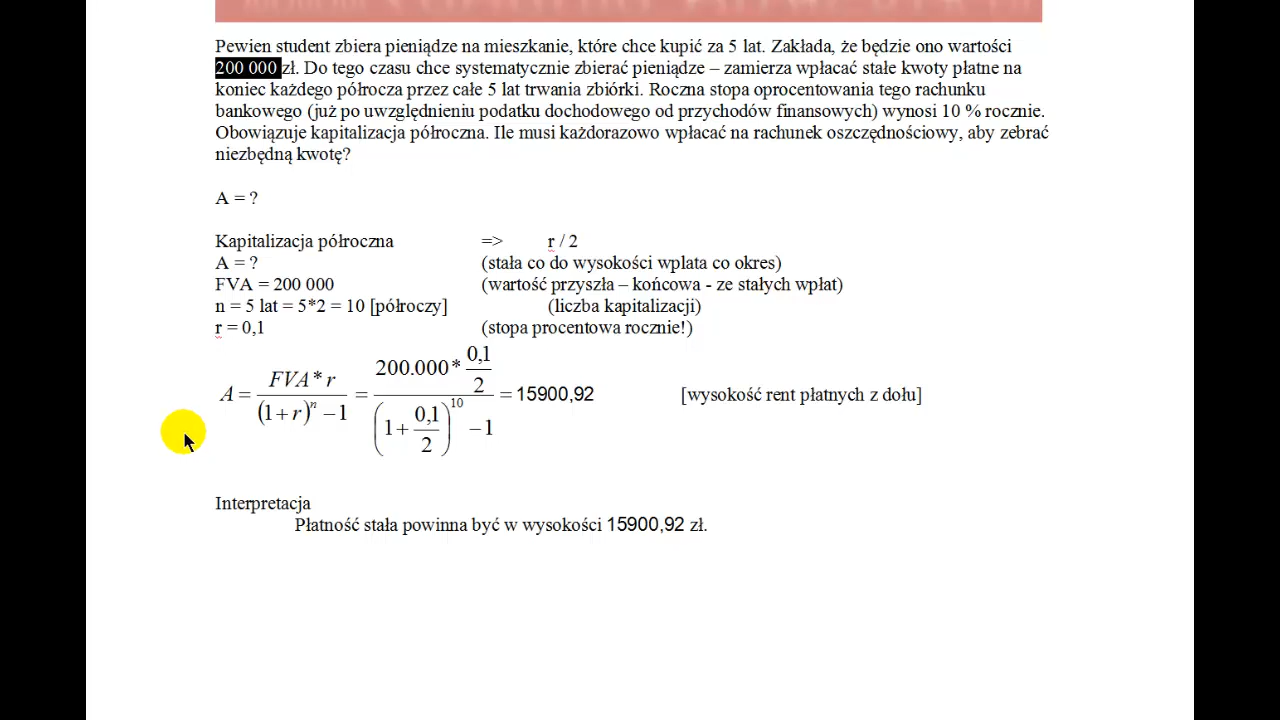 Pewien student zbiera pieniądze na mieszkanie, które chce kupić za 5 lat. Zakłada, że będzie ono wartości
200 000 zł. Do tego czasu chce systematycznie zbierać pieniądze – zamierza wpłacać stałe kwoty płatne na
koniec każdego półrocza przez całe 5 lat trwania zbiórki. Roczna stopa oprocentowania tego rachunku
bankowego (już po uwzględnieniu podatku dochodowego od przychodów finansowych) wynosi 10 % rocznie.
Obowiązuje kapitalizacja półroczna. Ile musi każdorazowo wpłacać na rachunek oszczędnościowy, aby zebrać
niezbędną kwotę?
A = ?
Kapitalizacja półroczna => r / 2
A = ? (stała co do wysokości wplata co okres)
FVA = 200 000 (wartość przyszła – końcowa - ze stałych wpłat)
n = 5 lat = 5*2 = 10 [półroczy] (liczba kapitalizacji)
r = 0,1 (stopa procentowa rocznie!)
A = FVA * r / ((1 + r)^n − 1) = 200.000 * (0,1 / 2) / ((1 + 0,1 / 2)^10 − 1) = 15900,92 [wysokość rent płatnych z dołu]
Interpretacja
Płatność stała powinna być w wysokości 15900,92 zł.